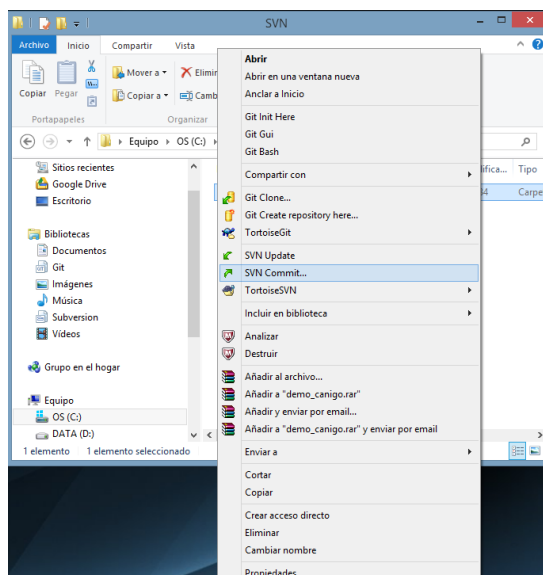 SVN
Archivo Inicio Compartir Vista
Copiar Pegar
Mover a
Copiar a
Elimin
Camb
Portapapeles Organizar
Equipo OS (C:)
Sitios recientes
Google Drive
Escritorio
Bibliotecas
Documentos
Git
Imágenes
Música
Subversion
Vídeos
Grupo en el hogar
Equipo
OS (C:)
DATA (D:)
1 elemento 1 elemento seleccionado
Abrir
Abrir en una ventana nueva
Anclar a Inicio
Git Init Here
Git Gui
Git Bash
Compartir con
Git Clone...
Git Create repository here...
TortoiseGit
SVN Update
SVN Commit...
TortoiseSVN
Incluir en biblioteca
Analizar
Destruir
Añadir al archivo...
Añadir a "demo_canigo.rar"
Añadir y enviar por email...
Añadir a "demo_canigo.rar" y enviar por email
Enviar a
Cortar
Copiar
Crear acceso directo
Eliminar
Cambiar nombre
Propiedades
difica... Tipo
Carpe